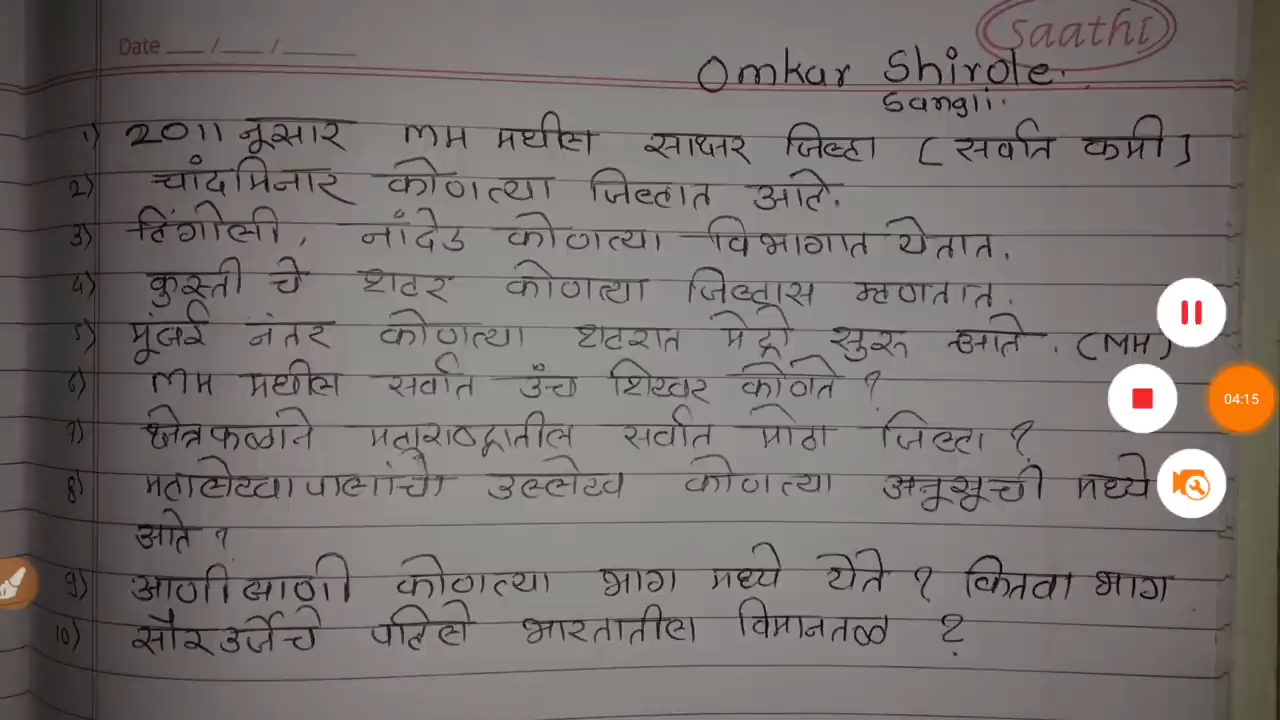 saathi
Date __/__/____
Omkar Shirole.
sangli.
1) 2011 नूसार MH मधील साक्षर जिल्हा (सर्वात कमी)
2) चांदमिनार कोणत्या जिल्हात आहे.
3) हिंगोली, नांदेड कोणत्या विभागात येतात.
4) कुस्ती चे शहर कोणत्या जिल्ह्रास म्हणतात.
5) मूंबई नंतर कोणत्या शहरात मेट्रो सुरू आहे. (MH)
6) MH मधील सर्वात उँच शिखर कोणते ?
7) क्षेत्रफळाने महाराष्ट्रातील सर्वात मोठा जिल्हा ?
8) महालेखापालांचे उल्लेख कोणत्या अनूसूची मध्ये
आहे ?
9) आणीबाणी कोणत्या भाग मध्ये येते ? कितवा भाग
10) सौरउर्जेचे पहिले भारतातील विमानतळ ?
04:15